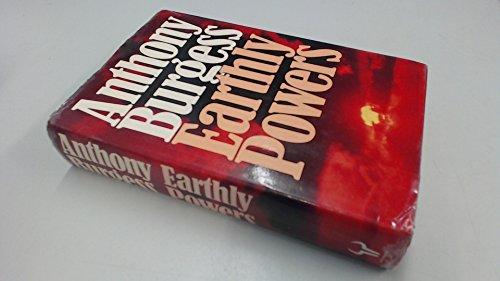 Anthony
Burgess
Earthly
Powers
Anthony Earthly
Burgess Powers